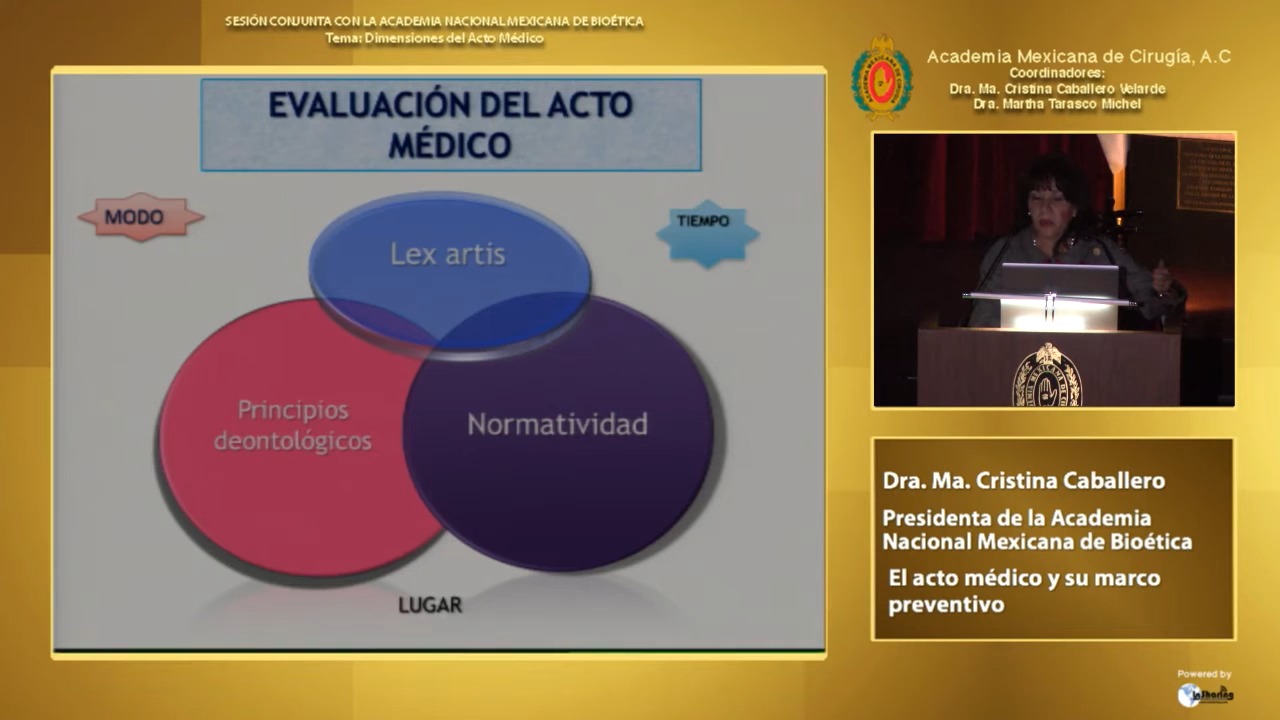 SESIÓN CONJUNTA CON LA ACADEMIA NACIONAL MEXICANA DE BIOÉTICA
Tema: Dimensiones del Acto Médico
Academia Mexicana de Cirugía, A.C
Coordinadores:
Dra. Ma. Cristina Caballero Velarde
Dra. Martha Tarasco Michel
EVALUACIÓN DEL ACTO
MÉDICO
MODO
TIEMPO
Lex artis
Principios
deontológicos
Normatividad
LUGAR
Dra. Ma. Cristina Caballero
Presidenta de la Academia
Nacional Mexicana de Bioética
El acto médico y su marco
preventivo
Powered by
InSharing